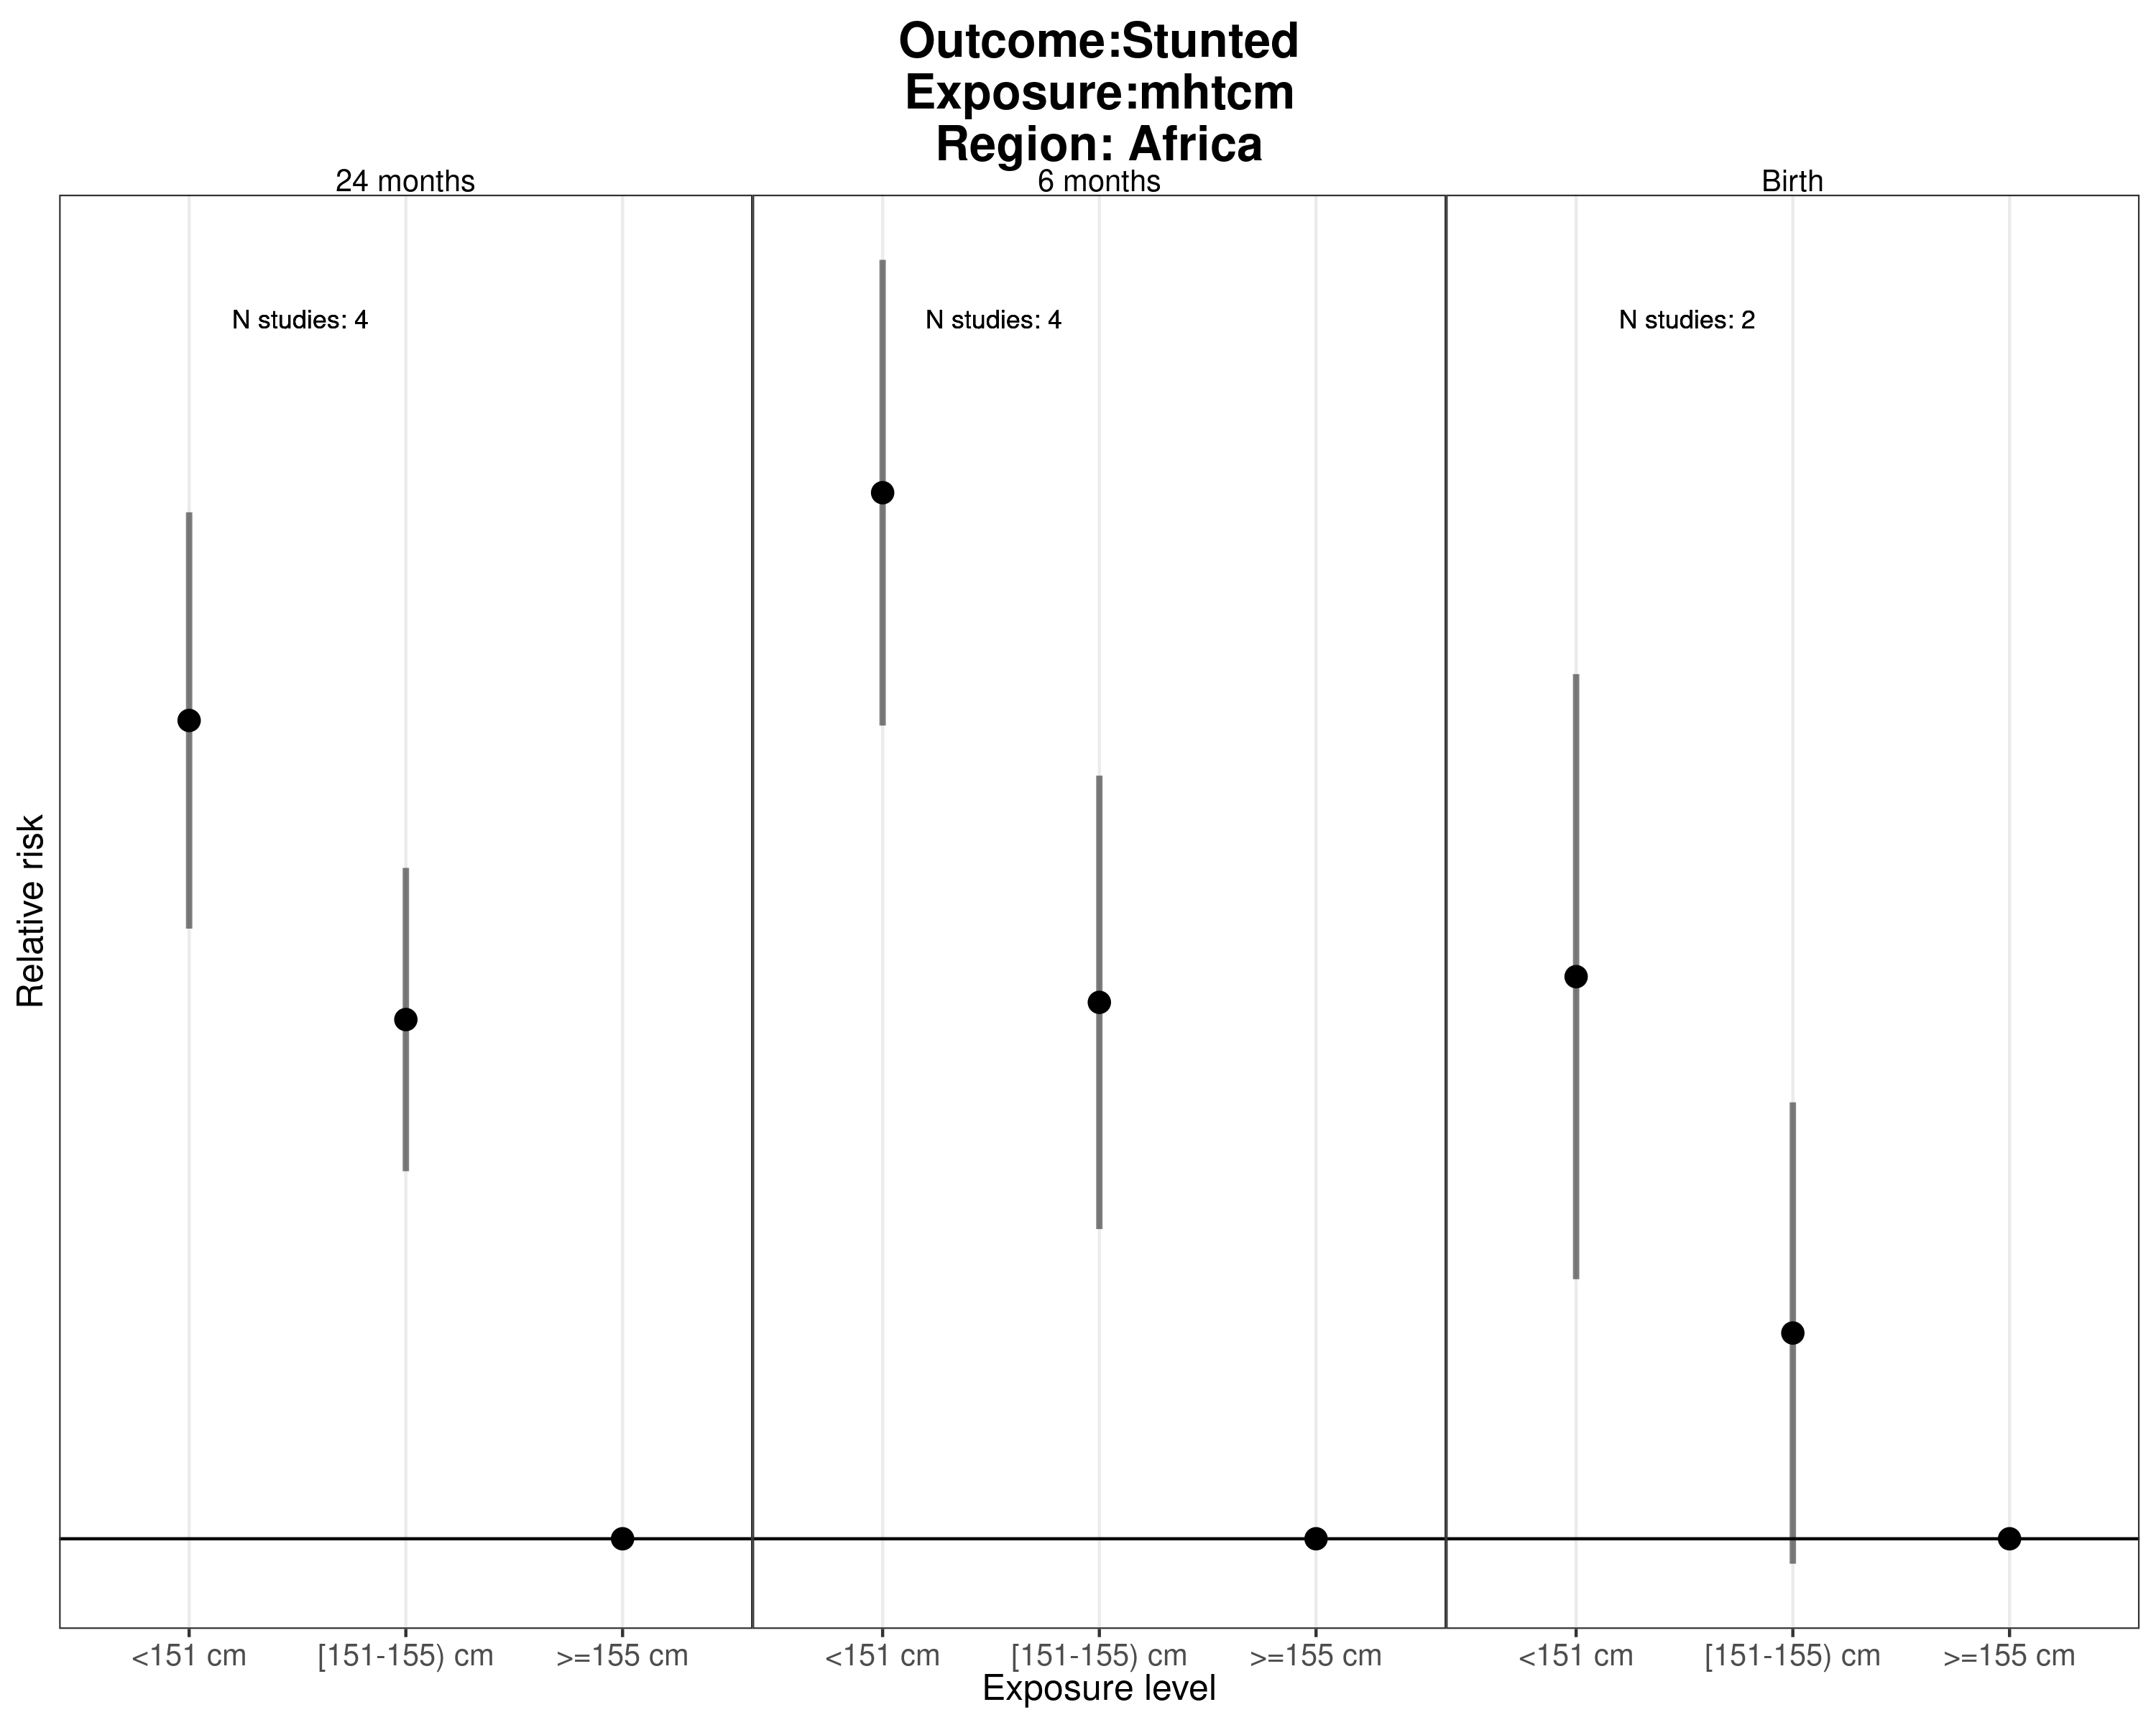 Outcome:Stunted
Exposure:mhtcm
Region: Africa
24 months
6 months
Birth
N studies: 4
N studies: 4
N studies: 2
Relative risk
<151 cm
[151-155) cm
>=155 cm
<151 cm
[151-155) cm
>=155 cm
<151 cm
[151-155) cm
>=155 cm
Exposure level